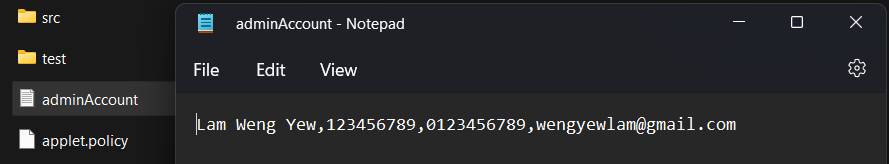 src
test
adminAccount
applet.policy
adminAccount - Notepad
File Edit View
Lam Weng Yew,123456789,0123456789,wengyewlam@gmail.com